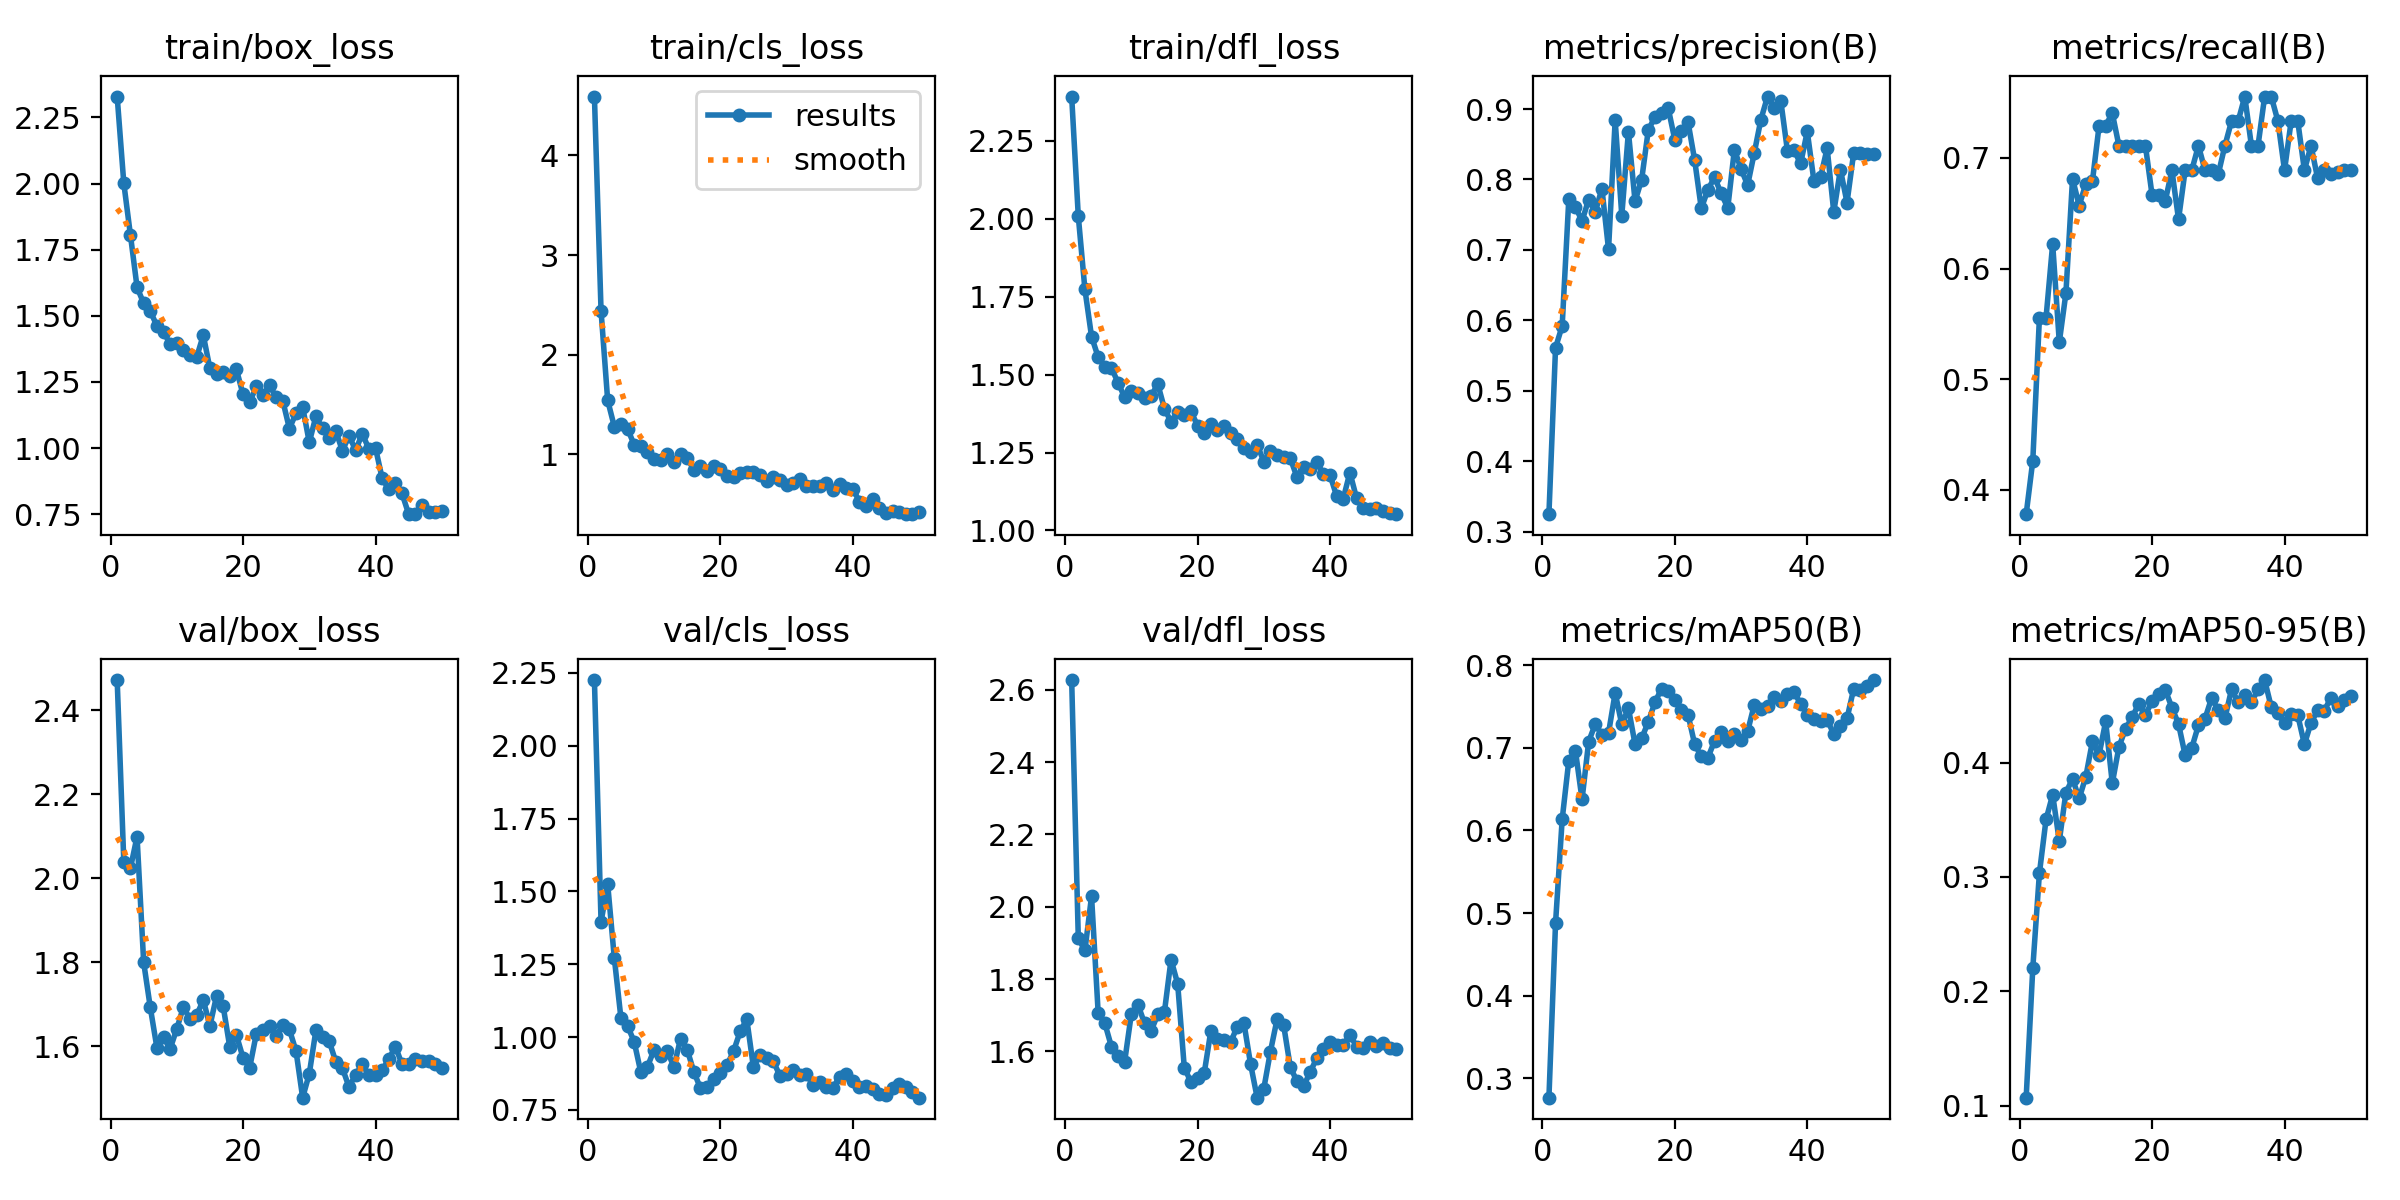 train/box_loss
2.25
2.00
1.75
1.50
1.25
1.00
0.75
0 20 40
train/cls_loss
results
smooth
4
3
2
1
0 20 40
train/dfl_loss
2.25
2.00
1.75
1.50
1.25
1.00
0 20 40
metrics/precision(B)
0.9
0.8
0.7
0.6
0.5
0.4
0.3
0 20 40
metrics/recall(B)
0.7
0.6
0.5
0.4
0 20 40
val/box_loss
2.4
2.2
2.0
1.8
1.6
0 20 40
val/cls_loss
2.25
2.00
1.75
1.50
1.25
1.00
0.75
0 20 40
val/dfl_loss
2.6
2.4
2.2
2.0
1.8
1.6
0 20 40
metrics/mAP50(B)
0.8
0.7
0.6
0.5
0.4
0.3
0 20 40
metrics/mAP50-95(B)
0.4
0.3
0.2
0.1
0 20 40